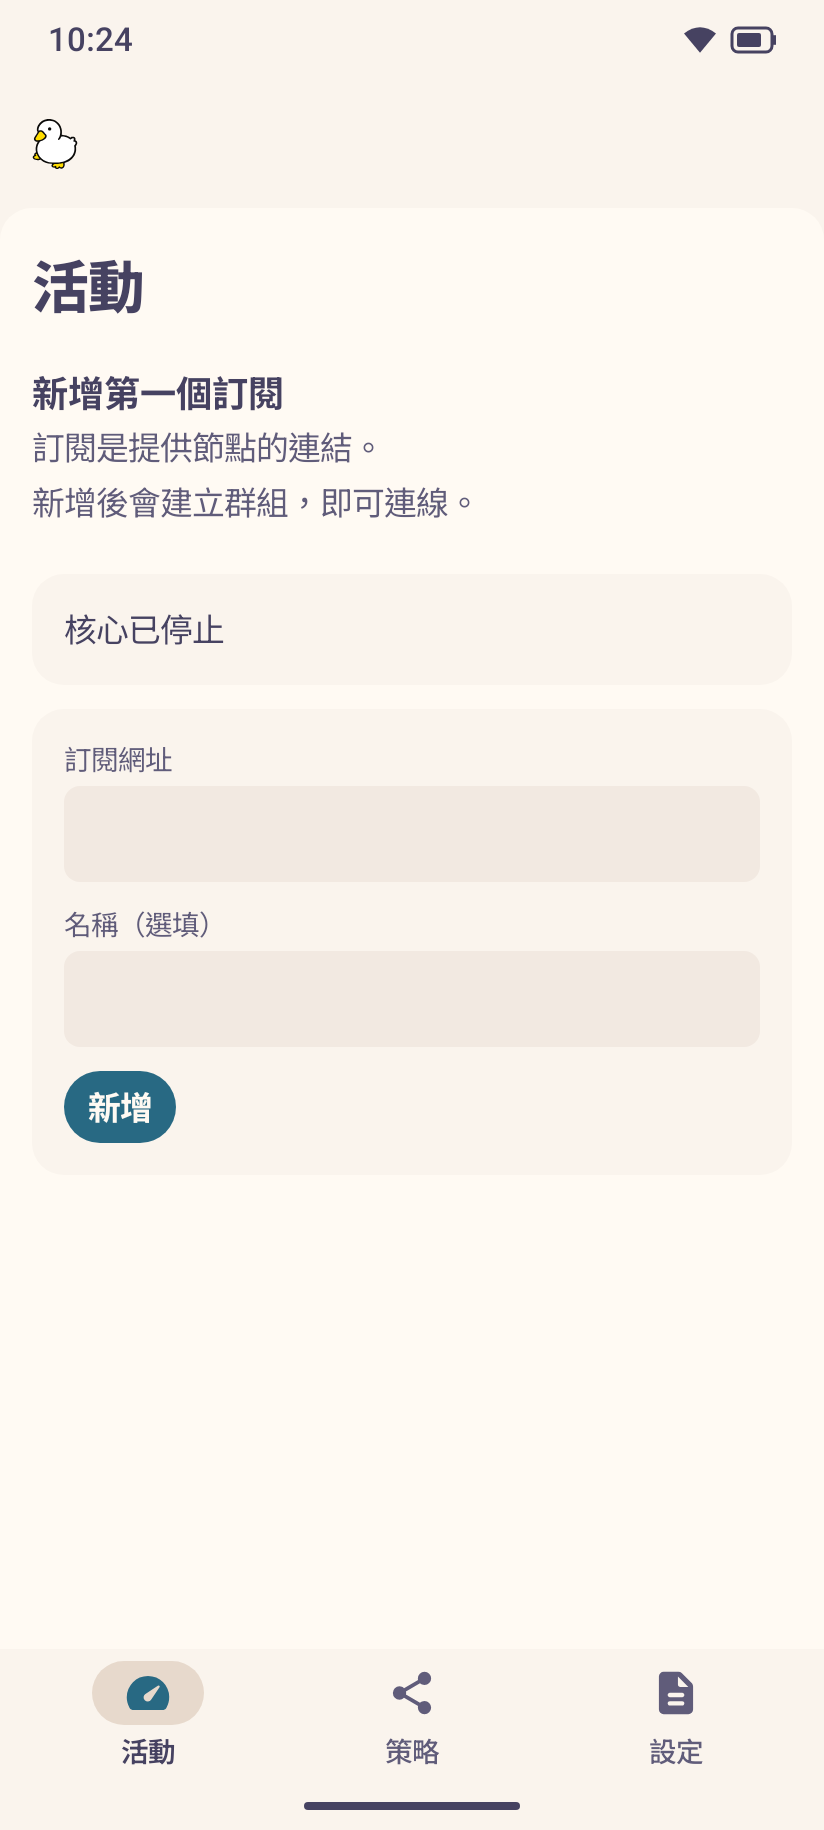 10:24
活動
新增第一個訂閱
訂閱是提供節點的連結。
新增後會建立群組，即可連線。
核心已停止
訂閱網址
名稱（選填）
新增
活動
策略
設定